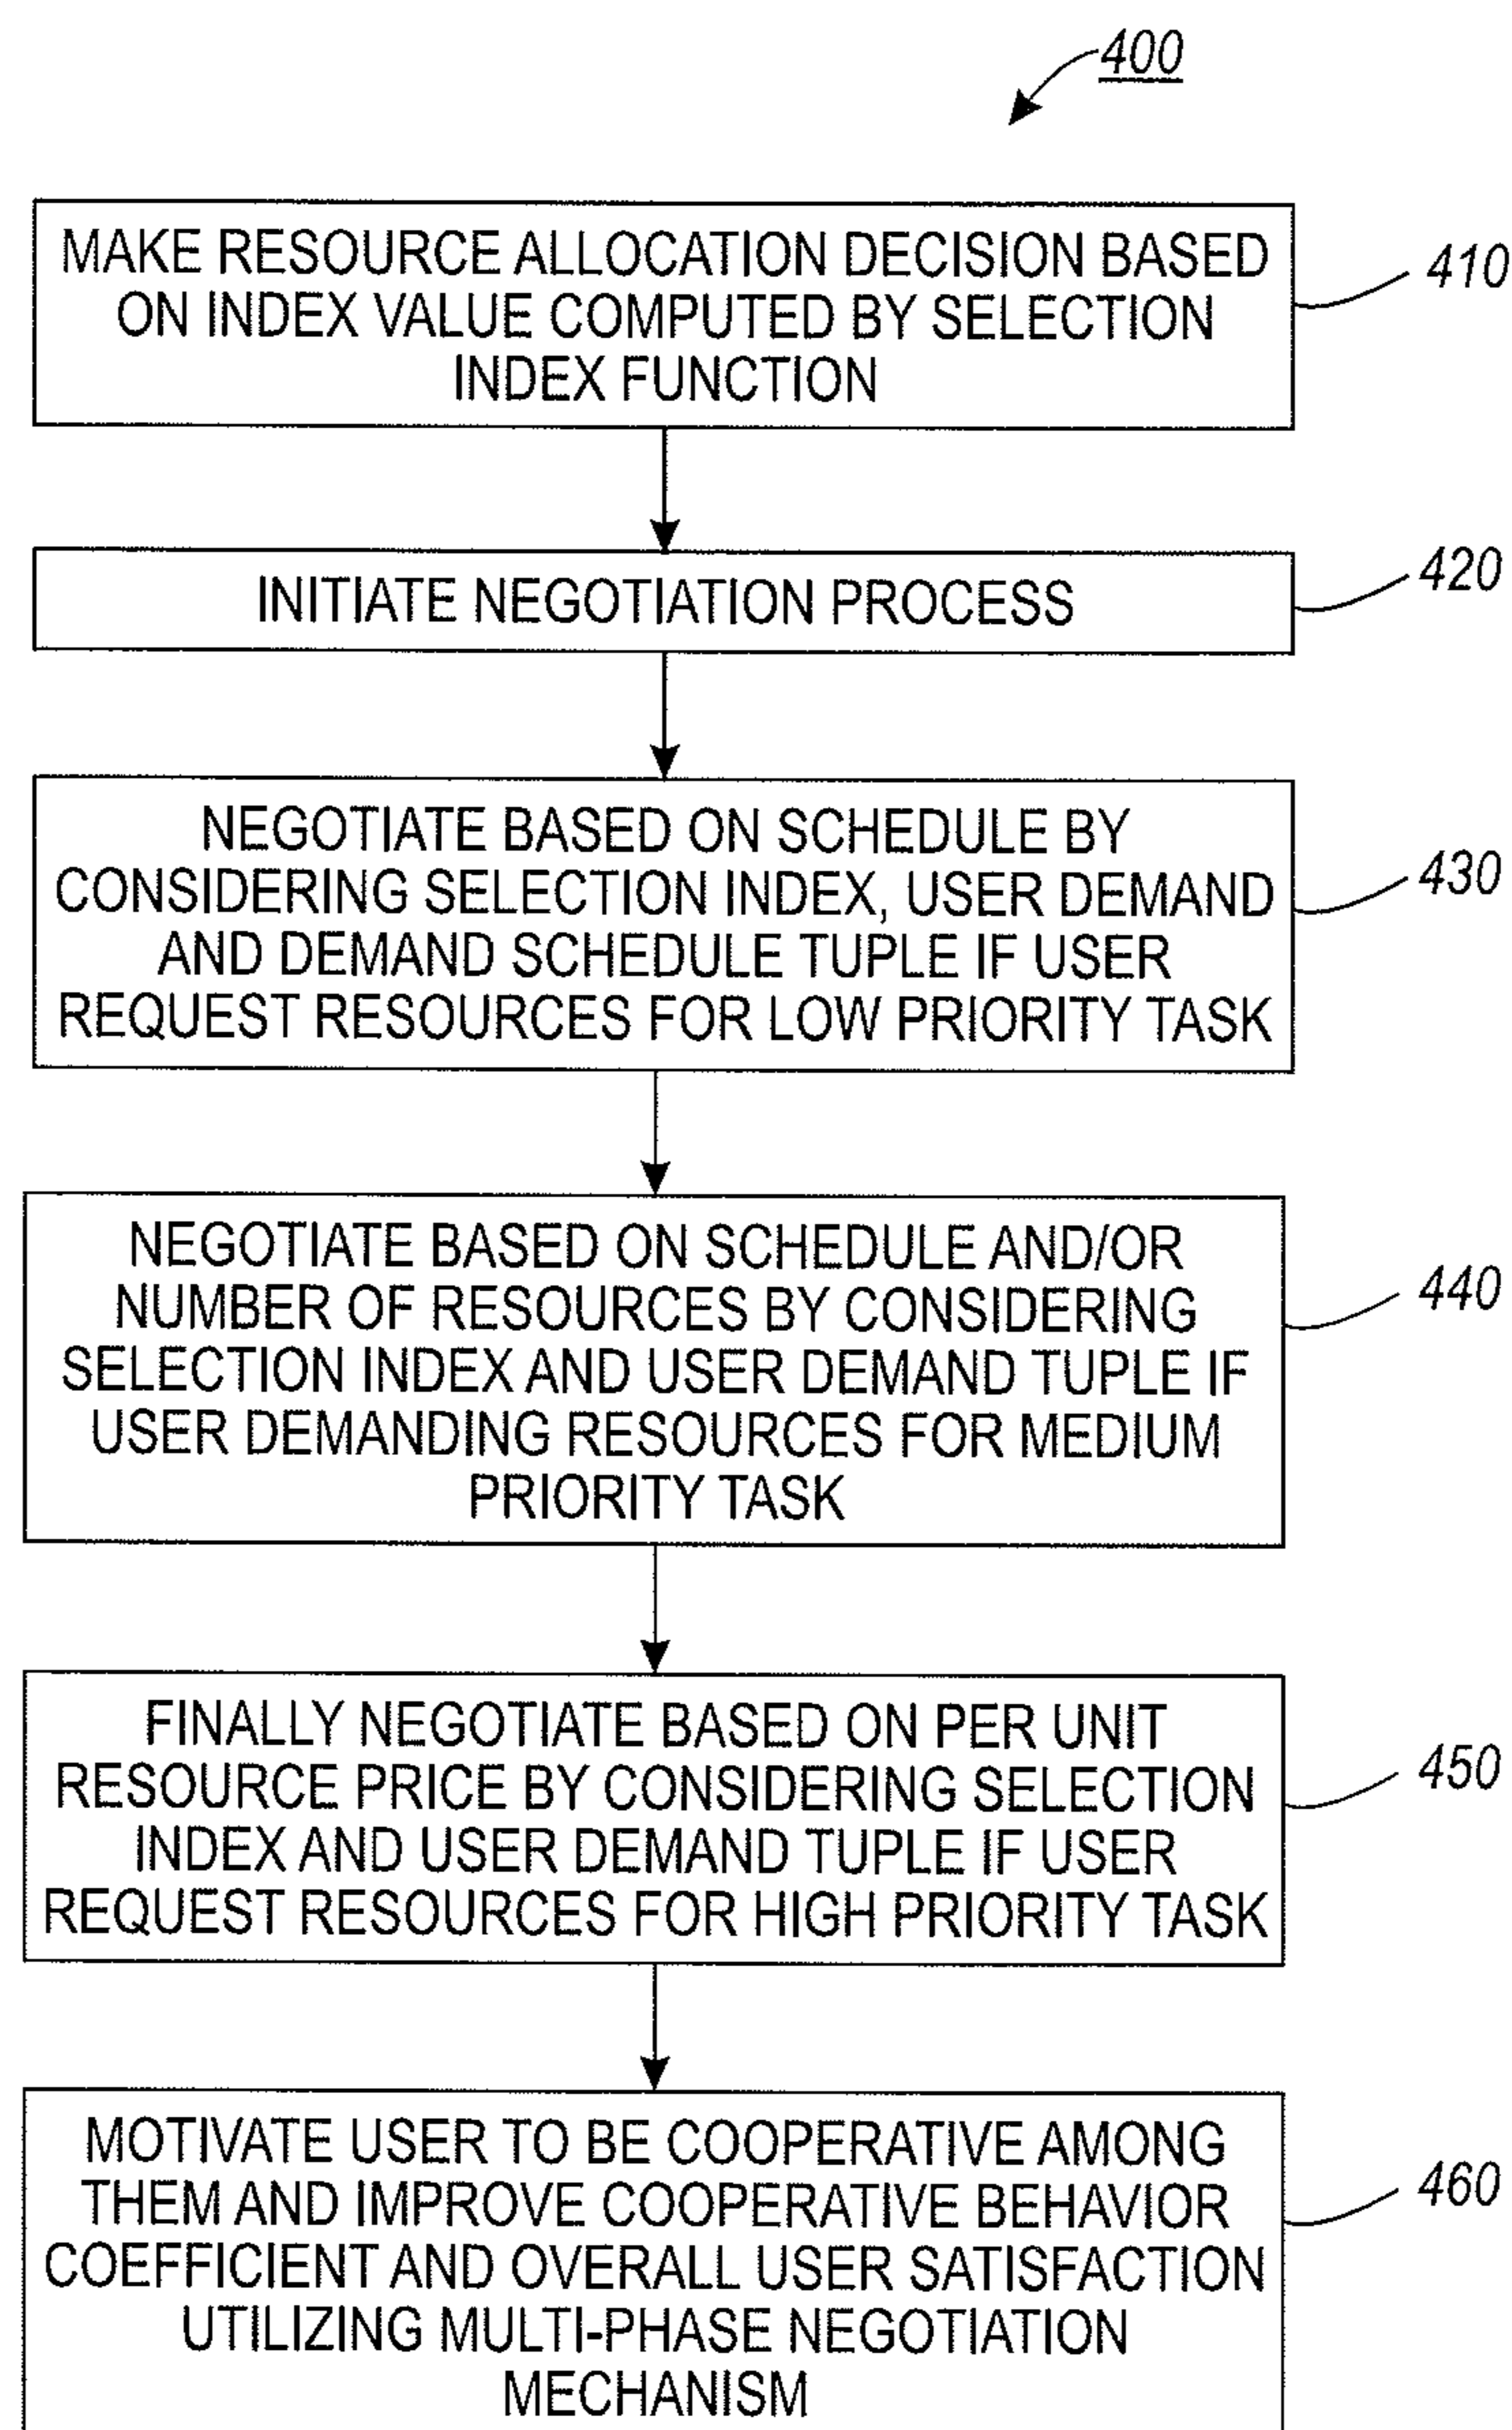 400
MAKE RESOURCE ALLOCATION DECISION BASED
ON INDEX VALUE COMPUTED BY SELECTION
INDEX FUNCTION
410
INITIATE NEGOTIATION PROCESS
420
NEGOTIATE BASED ON SCHEDULE BY
CONSIDERING SELECTION INDEX, USER DEMAND
AND DEMAND SCHEDULE TUPLE IF USER
REQUEST RESOURCES FOR LOW PRIORITY TASK
430
NEGOTIATE BASED ON SCHEDULE AND/OR
NUMBER OF RESOURCES BY CONSIDERING
SELECTION INDEX AND USER DEMAND TUPLE IF
USER DEMANDING RESOURCES FOR MEDIUM
PRIORITY TASK
440
FINALLY NEGOTIATE BASED ON PER UNIT
RESOURCE PRICE BY CONSIDERING SELECTION
INDEX AND USER DEMAND TUPLE IF USER
REQUEST RESOURCES FOR HIGH PRIORITY TASK
450
MOTIVATE USER TO BE COOPERATIVE AMONG
THEM AND IMPROVE COOPERATIVE BEHAVIOR
COEFFICIENT AND OVERALL USER SATISFACTION
UTILIZING MULTI-PHASE NEGOTIATION
MECHANISM
460